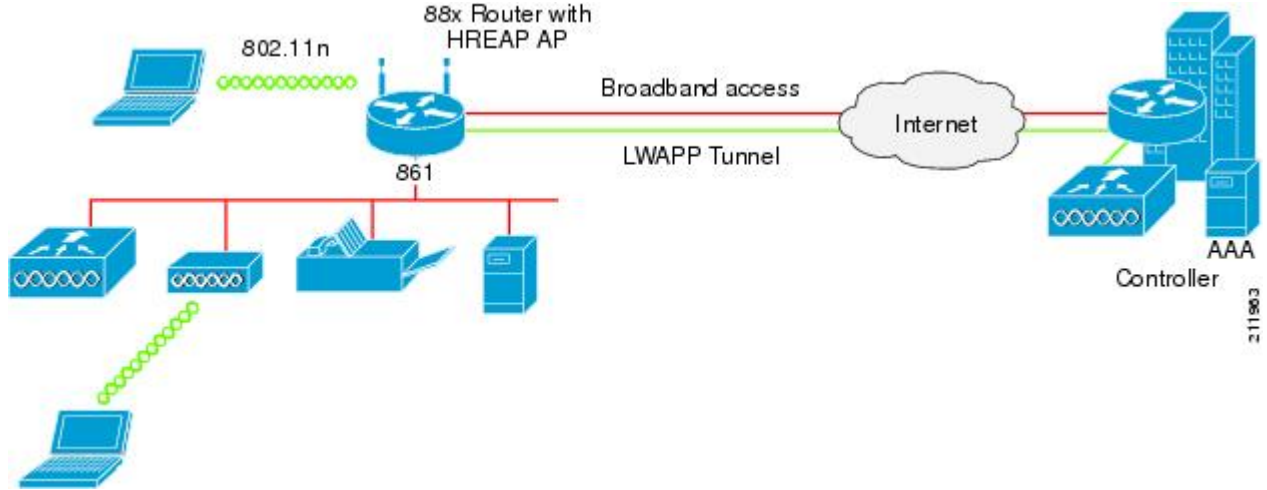 88x Router with
HREAP AP
802.11n
Broadband access
Internet
LWAPP Tunnel
861
AAA
Controller
211963